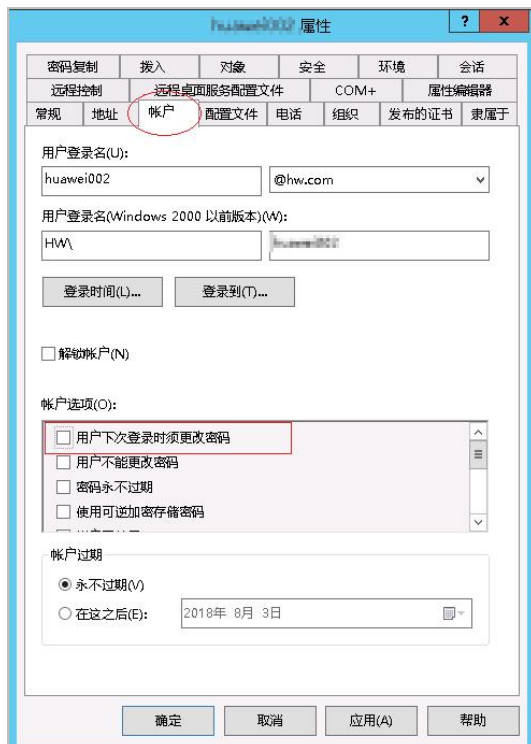 属性
?
x
密码复制 拨入 对象 安全 环境 会话
远程控制 远程桌面服务配置文件 COM+ 属性编辑器
常规 地址 帐户 配置文件 电话 组织 发布的证书 隶属于
用户登录名(U):
huawei002 @hw.com
用户登录名(Windows 2000 以前版本)(W):
HW\
登录时间(L)... 登录到(T)...
解锁帐户(N)
帐户选项(O):
用户下次登录时须更改密码
用户不能更改密码
密码永不过期
使用可逆加密存储密码
帐户过期
永不过期(V)
在这之后(E): 2018年 8月 3日
确定 取消 应用(A) 帮助